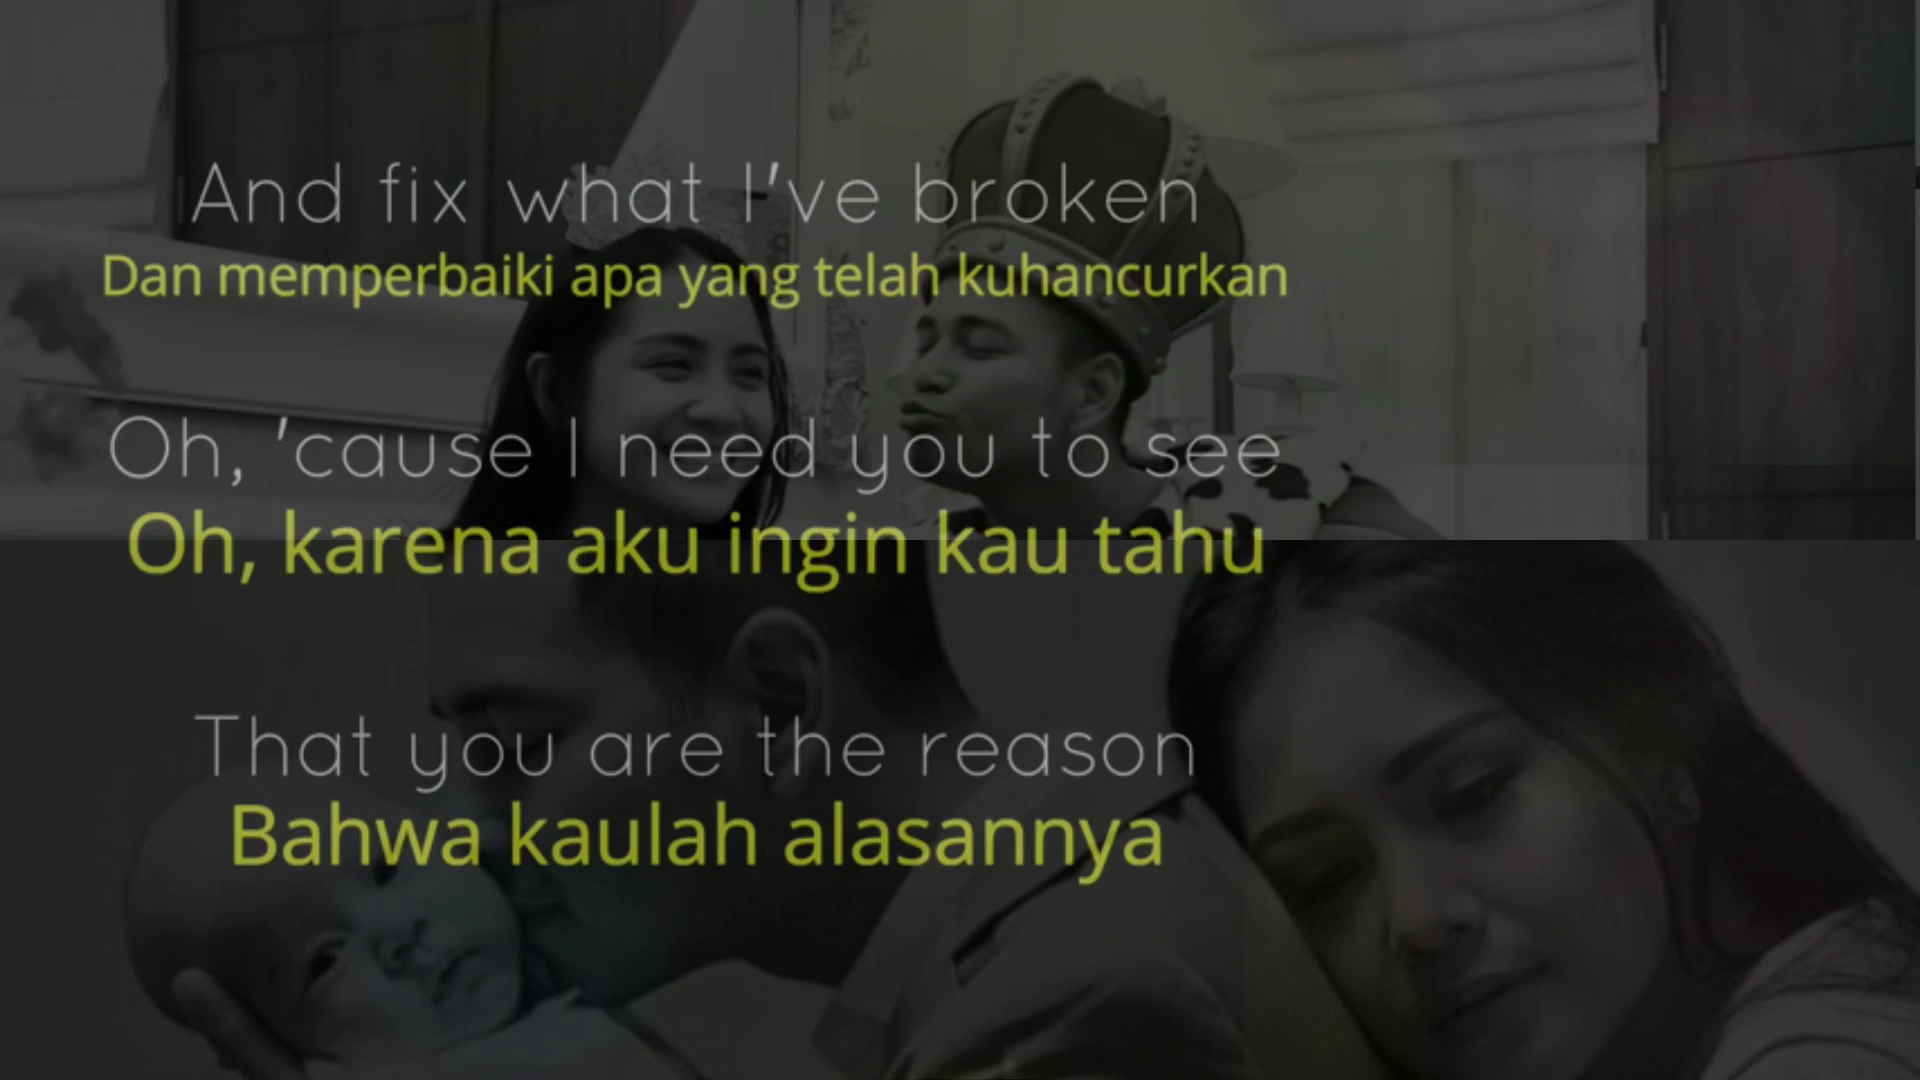 And fix what I've broken
Dan memperbaiki apa yang telah kuhancurkan
Oh, 'cause I need you to see
Oh, karena aku ingin kau tahu
That you are the reason
Bahwa kaulah alasannya